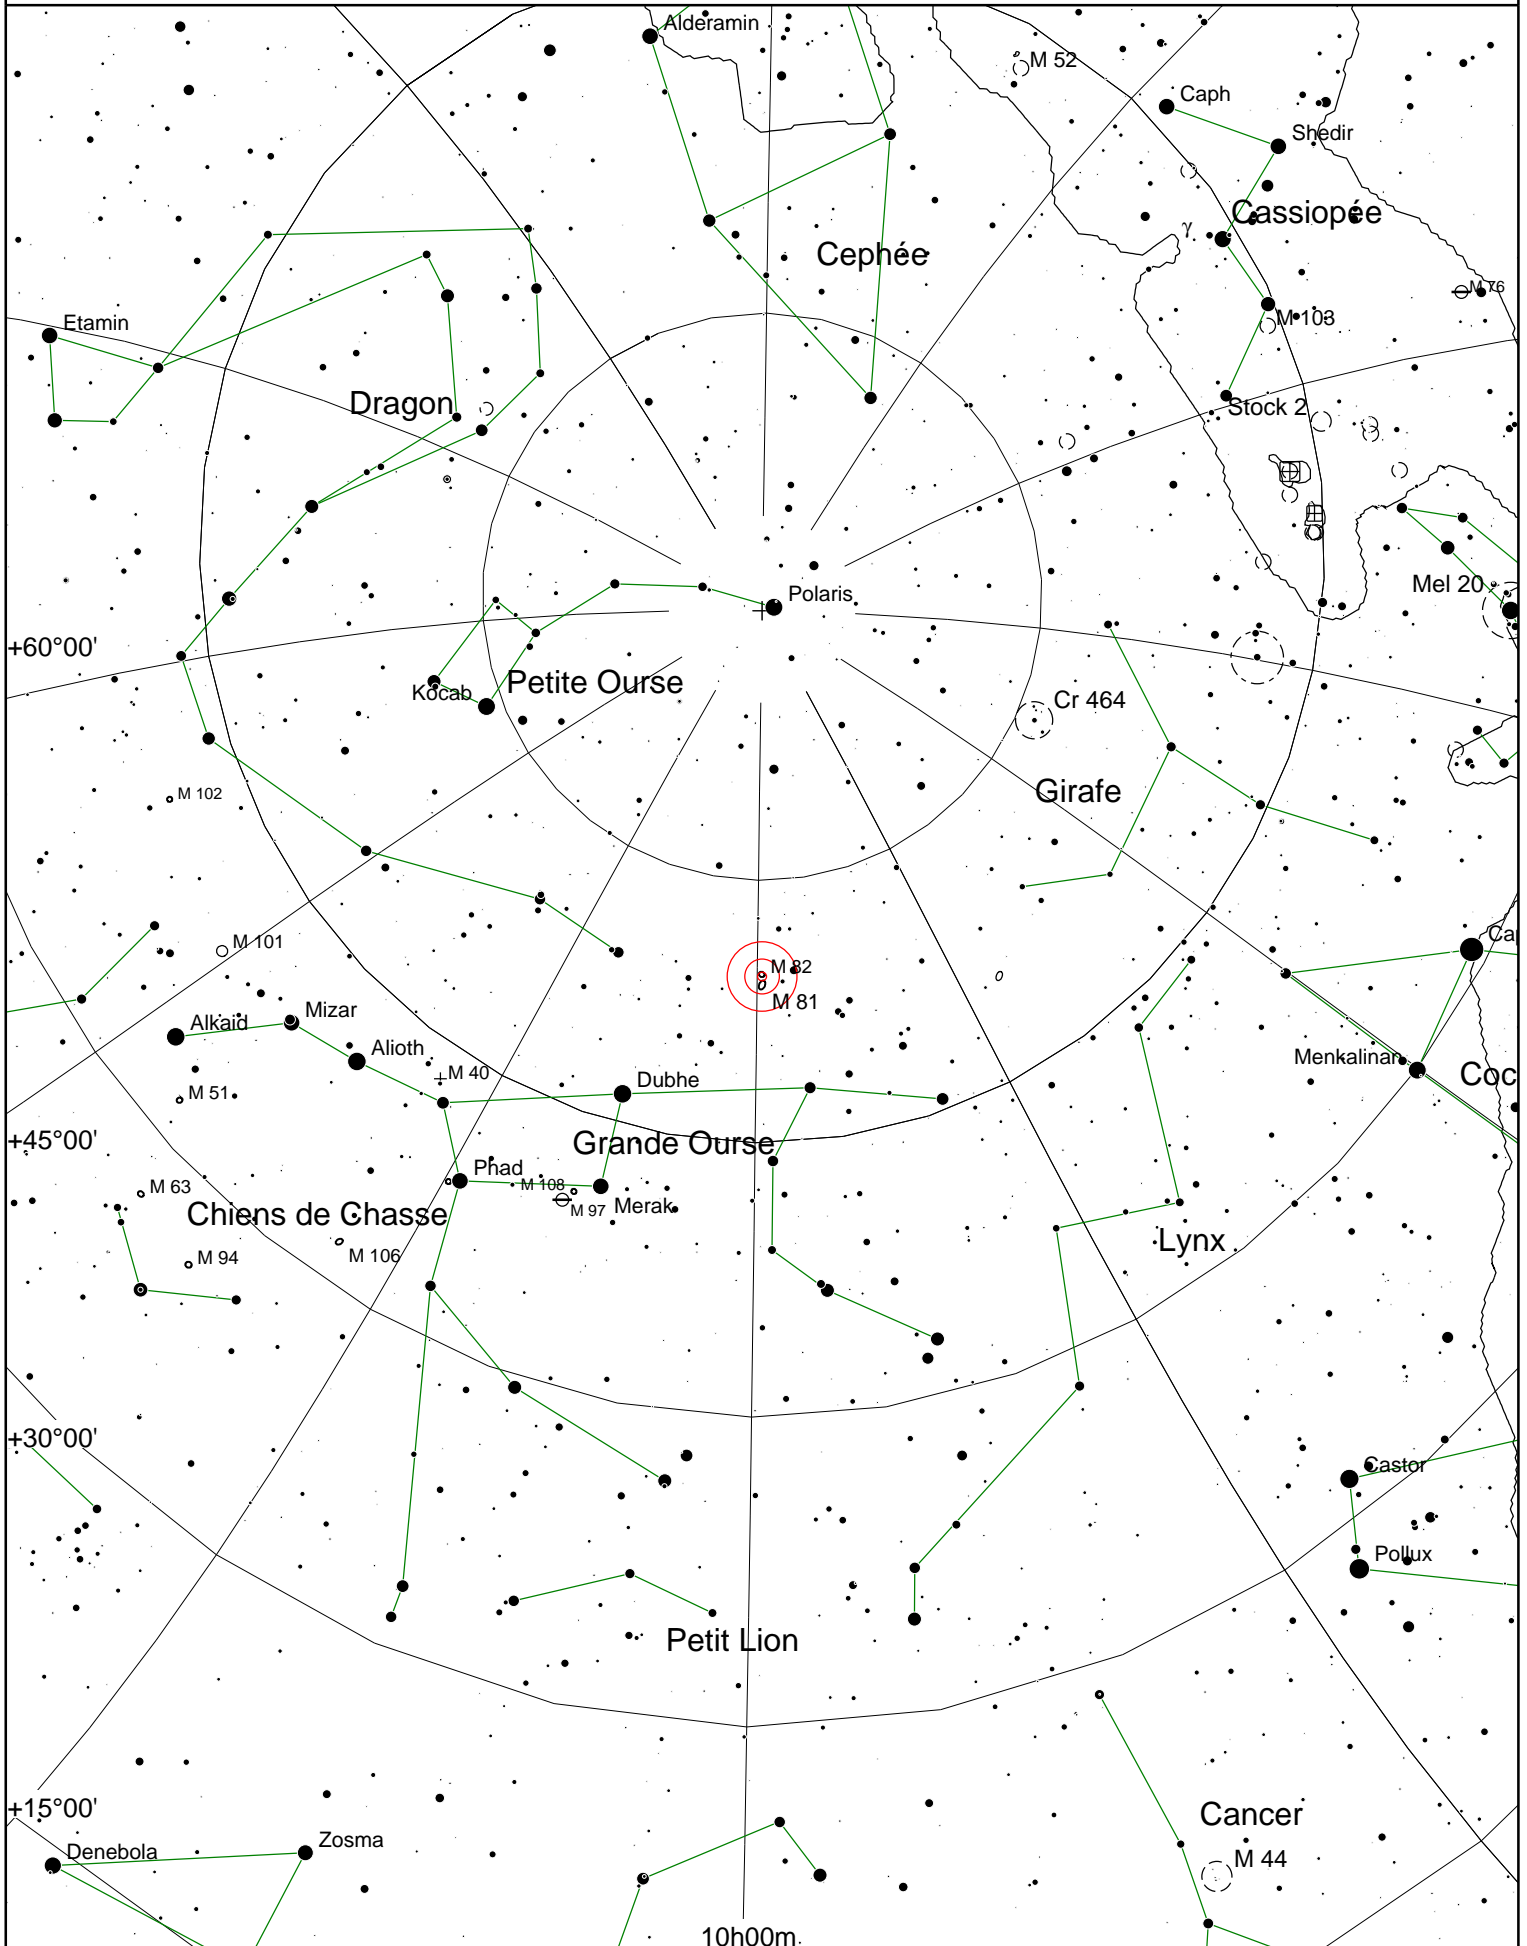 Alderamin
M 52
Caph
Shedir
Cassiopée
γ
Cephée
M 76
M 103
Etamin
Dragon
Stock 2
Mel 20
Polaris
+60°00'
Kocab
Petite Ourse
Cr 464
Girafe
M 102
M 101
M 82
M 81
Mizar
Alkaid
Alioth
Menkalinan
M 40
Dubhe
M 51
+45°00'
Grande Ourse
Phad
M 108
M 63
M 97
Merak
Chiens de Chasse
M 106
M 94
Lynx
+30°00'
Castor
Pollux
Petit Lion
+15°00'
Cancer
Zosma
Denebola
M 44
10h00m